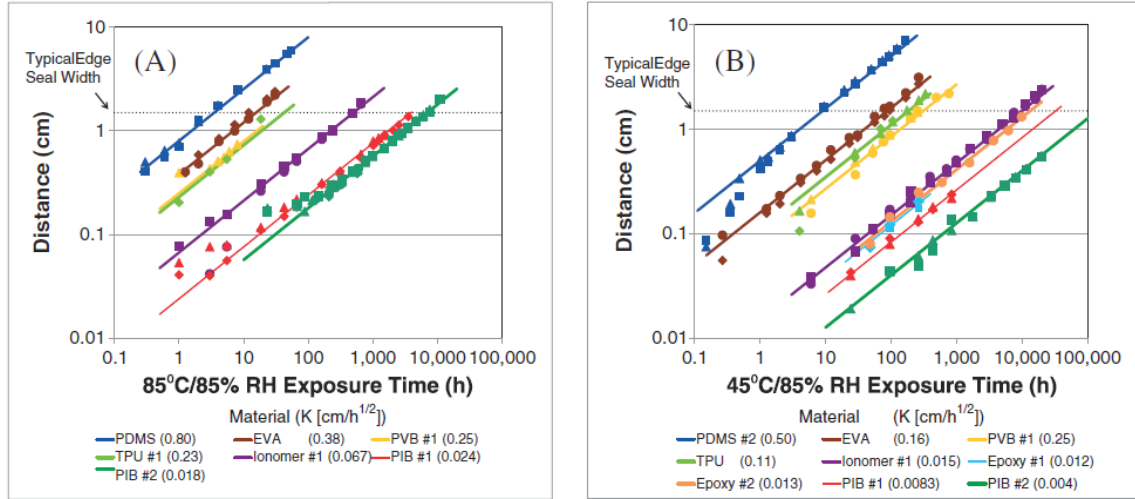 (A)
TypicalEdge
Seal Width
Distance (cm)
10
1
0.1
0.01
0.1 1 10 100 1,000 10,000 100,000
85°C/85% RH Exposure Time (h)
Material (K [cm/h^1/2])
PDMS (0.80) EVA (0.38) PVB #1 (0.25)
TPU #1 (0.23) Ionomer #1 (0.067) PIB #1 (0.024)
PIB #2 (0.018)
(B)
TypicalEdge
Seal Width
Distance (cm)
10
1
0.1
0.01
0.1 1 10 100 1,000 10,000 100,000
45°C/85% RH Exposure Time (h)
Material (K [cm/h^1/2])
PDMS #2 (0.50) EVA (0.16) PVB #1 (0.25)
TPU (0.11) Ionomer #1 (0.015) Epoxy #1 (0.012)
Epoxy #2 (0.013) PIB #1 (0.0083) PIB #2 (0.004)